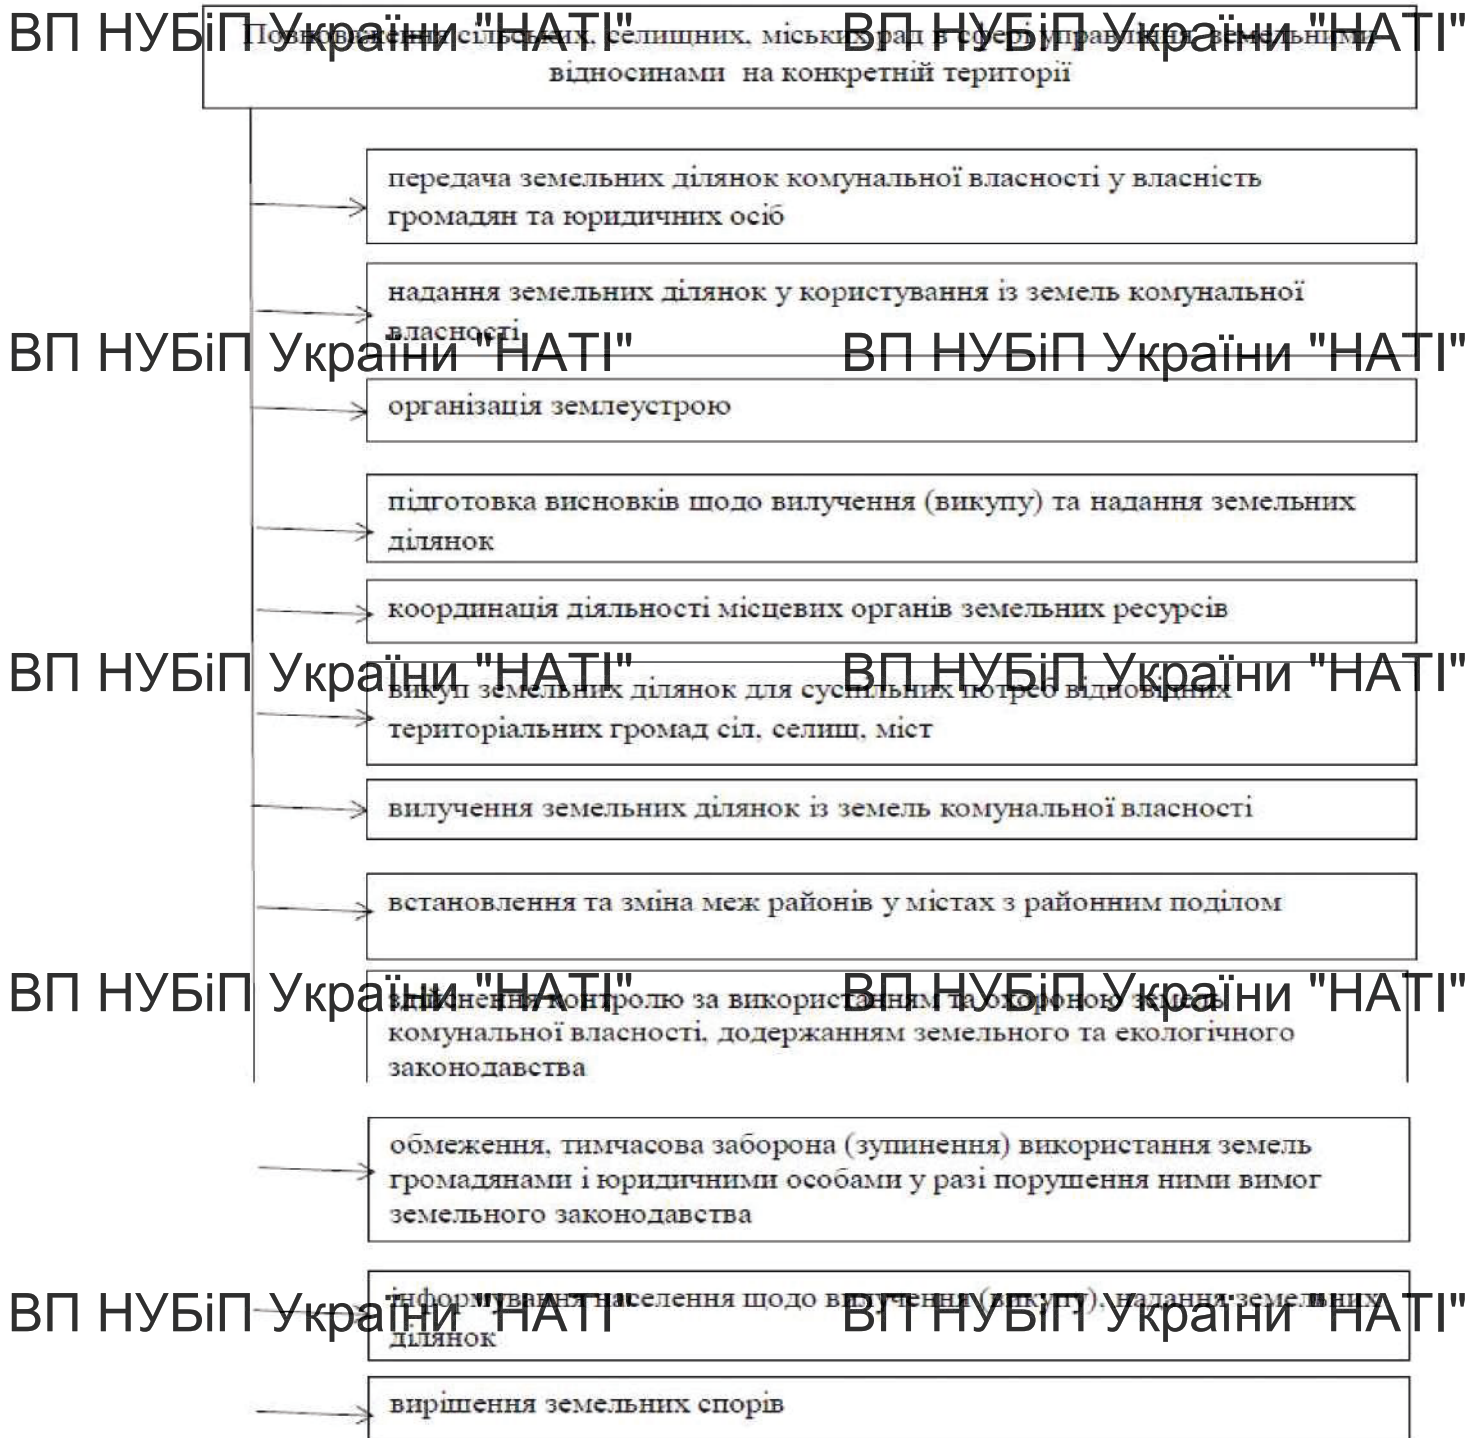 ВП НУБіП України "НАТІ" ВП НУБіП України "НАТІ"
Повноваження сільських, селищних, міських рад в сфері управління земельними
відносинами на конкретній території
передача земельних ділянок комунальної власності у власність
громадян та юридичних осіб
надання земельних ділянок у користування із земель комунальної
власності
ВП НУБіП України "НАТІ" ВП НУБіП України "НАТІ"
організація землеустрою
підготовка висновків щодо вилучення (викупу) та надання земельних
ділянок
координація діяльності місцевих органів земельних ресурсів
ВП НУБіП України "НАТІ" ВП НУБіП України "НАТІ"
викуп земельних ділянок для суспільних потреб відповідних
територіальних громад сіл, селищ, міст
вилучення земельних ділянок із земель комунальної власності
встановлення та зміна меж районів у містах з районним поділом
ВП НУБіП України "НАТІ" ВП НУБіП України "НАТІ"
здійснення контролю за використанням та охороною земель
комунальної власності, додержанням земельного та екологічного
законодавства
обмеження, тимчасова заборона (зупинення) використання земель
громадянами і юридичними особами у разі порушення ними вимог
земельного законодавства
ВП НУБіП України "НАТІ" ВП НУБіП України "НАТІ"
інформування населення щодо вилучення (викупу), надання земельних
ділянок
вирішення земельних спорів